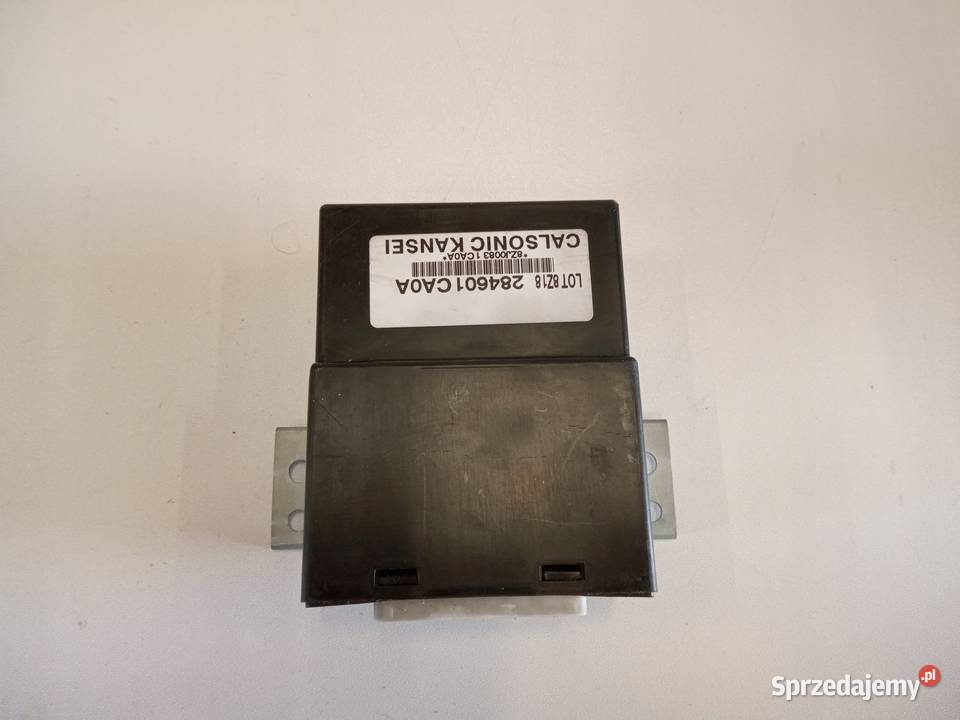 LOT 8Z18 284601CA0A
*8ZJ0083 1CA0A*
CALSONIC KANSEI
Sprzedajemy.pl